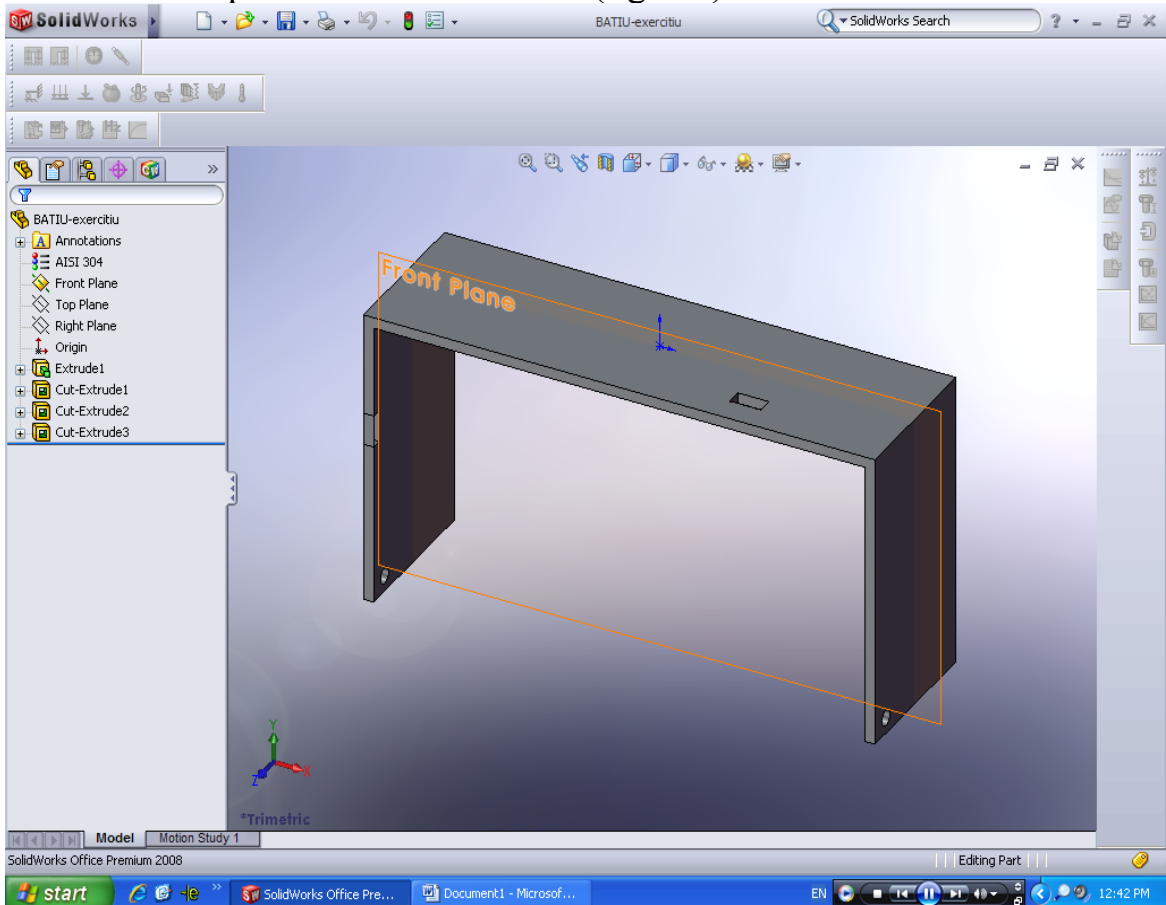 SolidWorks
BATIU-exercitiu
SolidWorks Search
?
BATIU-exercitiu
Annotations
AISI 304
Front Plane
Top Plane
Right Plane
Origin
Extrude1
Cut-Extrude1
Cut-Extrude2
Cut-Extrude3
Front Plane
Y
X
Z
*Trimetric
Model
Motion Study 1
SolidWorks Office Premium 2008
Editing Part
start
SolidWorks Office Pre...
Document1 - Microsof...
EN
12:42 PM